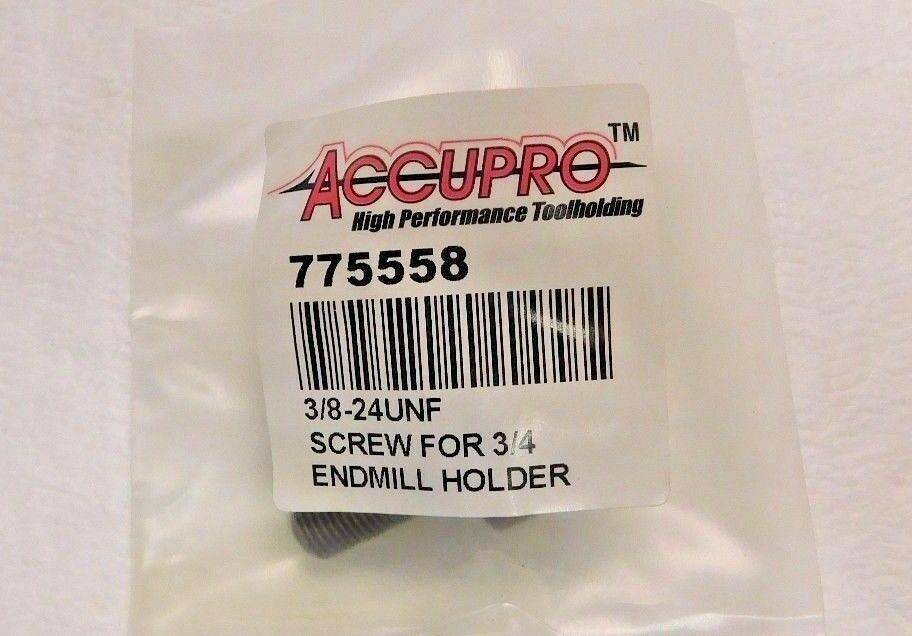 ACCUPRO™
High Performance Toolholding
775558
3/8-24UNF
SCREW FOR 3/4
ENDMILL HOLDER